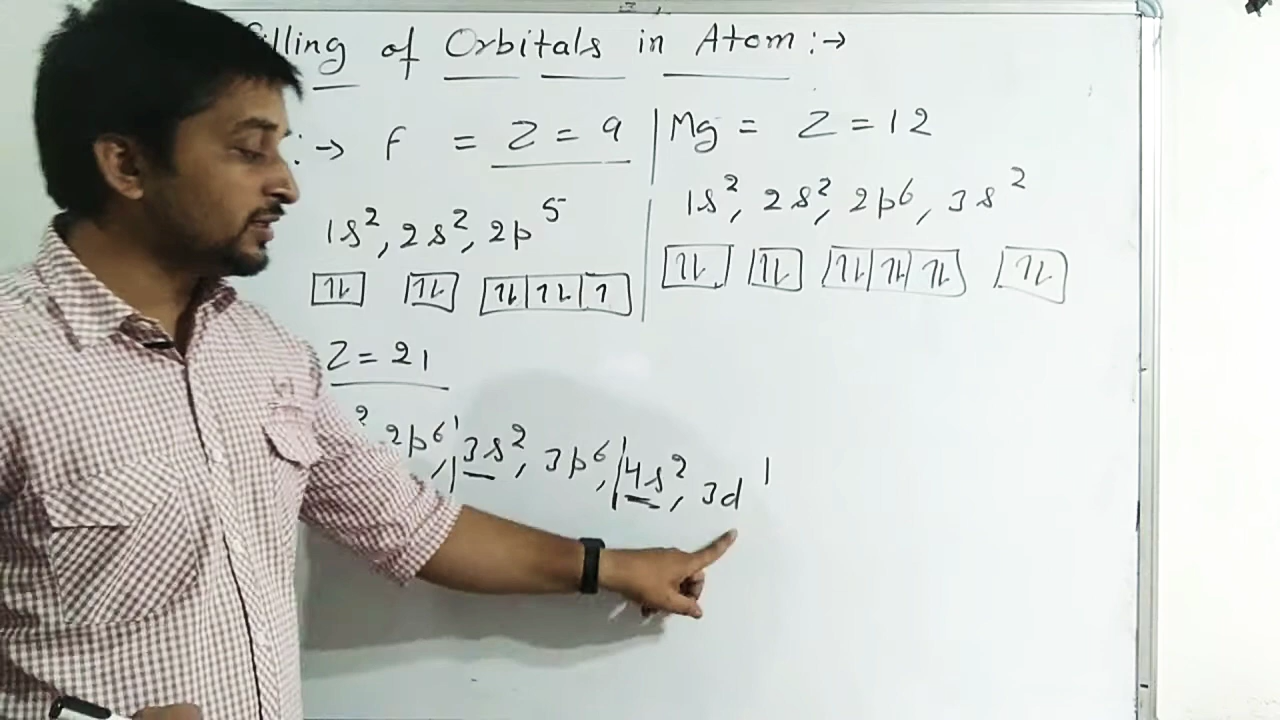 illing of Orbitals in Atom :→
:→ F = Z = 9 | Mg = Z = 12
1s², 2s², 2p⁵
1s², 2s², 2p⁶, 3s²
⥮ ⥮ ⥮|⥮|↿
⥮ ⥮ ⥮|⥮|⥮ ⥮
Z = 21
², 2p⁶, | 3s², 3p⁶, | 4s², 3d¹